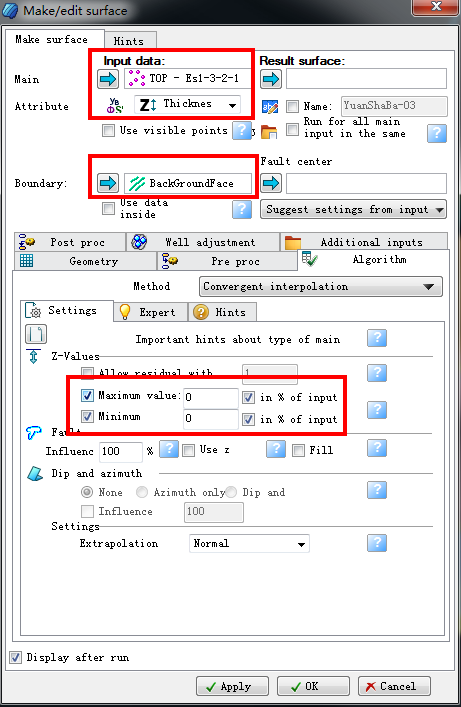 Make/edit surface
Make surface
Hints
Input data:
Result surface:
Main
TOP - Es1-3-2-1
Attribute
Thicknes
Name:
YuanShaBa-03
Use visible points
Run for all main
input in the same
Fault center
Boundary:
BackGroundFace
Use data
inside
Suggest settings from input
Post proc
Well adjustment
Additional inputs
Geometry
Pre proc
Algorithm
Method
Convergent interpolation
Settings
Expert
Hints
Important hints about type of main
Z-Values
Allow residual with
1
Maximum value:
0
in % of input
Minimum
0
in % of input
Fault
Influenc
100
%
Use z
Fill
Dip and azimuth
None
Azimuth only
Dip and
Influence
100
Settings
Extrapolation
Normal
Display after run
Apply
OK
Cancel